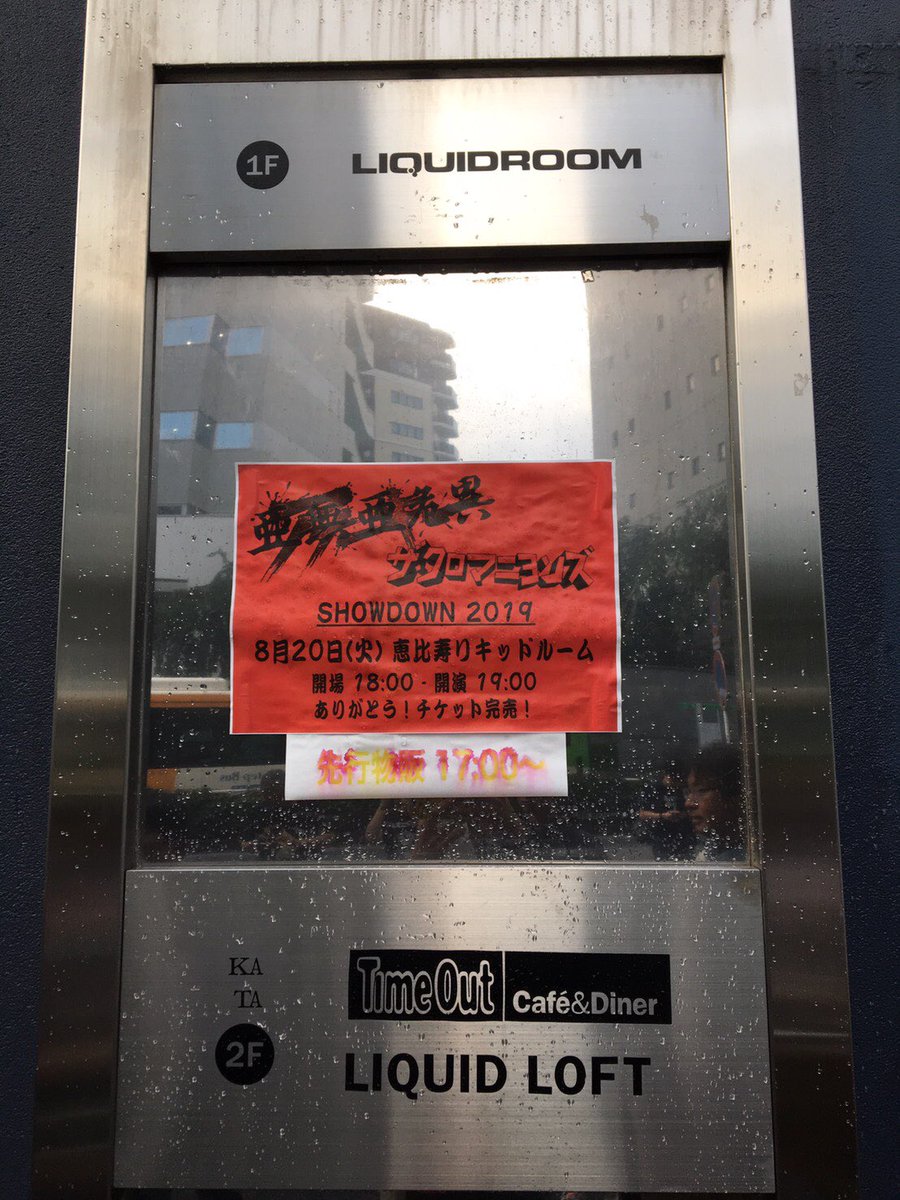 1F LIQUIDROOM
亜無亜危異
ザ・クロマニヨンズ
SHOWDOWN 2019
8月20日(火) 恵比寿リキッドルーム
開場 18:00 - 開演 19:00
ありがとう!チケット完売!
先行物販 17:00~
KA
TA
TimeOut Café&Diner
2F LIQUID LOFT